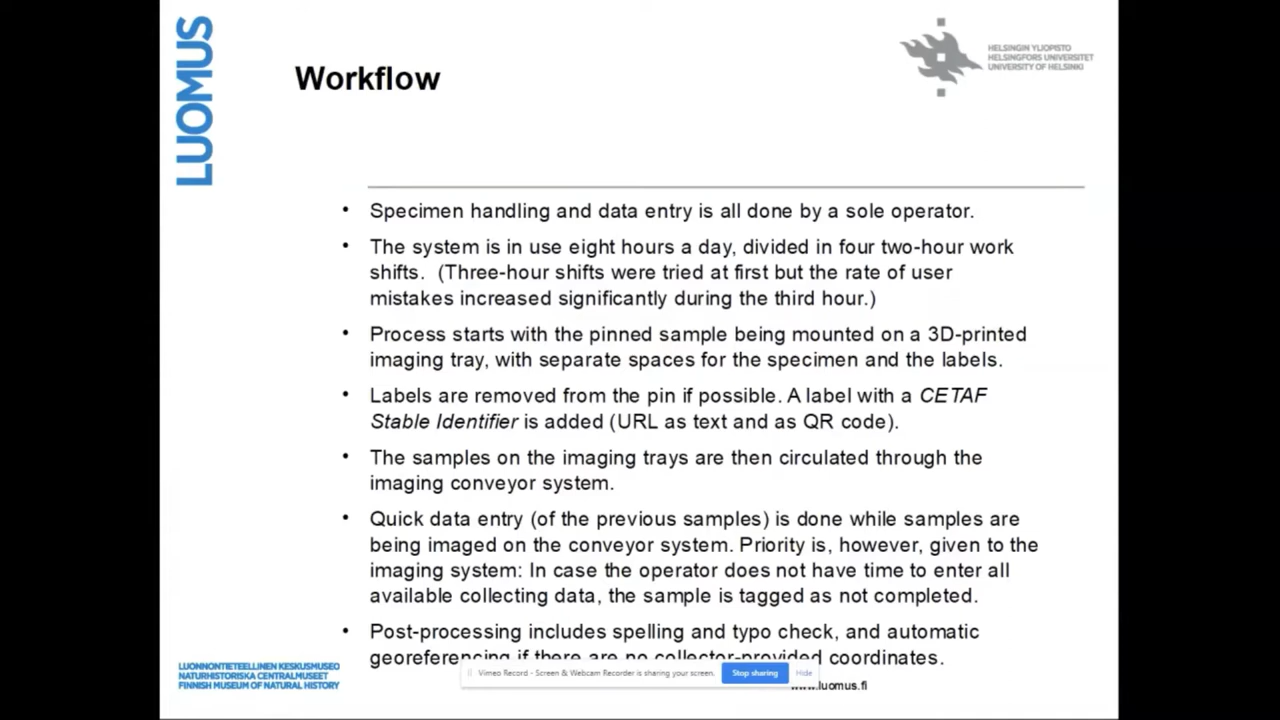 LUOMUS
HELSINGIN YLIOPISTO
HELSINGFORS UNIVERSITET
UNIVERSITY OF HELSINKI
Workflow
• Specimen handling and data entry is all done by a sole operator.
• The system is in use eight hours a day, divided in four two-hour work
shifts. (Three-hour shifts were tried at first but the rate of user
mistakes increased significantly during the third hour.)
• Process starts with the pinned sample being mounted on a 3D-printed
imaging tray, with separate spaces for the specimen and the labels.
• Labels are removed from the pin if possible. A label with a CETAF
Stable Identifier is added (URL as text and as QR code).
• The samples on the imaging trays are then circulated through the
imaging conveyor system.
• Quick data entry (of the previous samples) is done while samples are
being imaged on the conveyor system. Priority is, however, given to the
imaging system: In case the operator does not have time to enter all
available collecting data, the sample is tagged as not completed.
• Post-processing includes spelling and typo check, and automatic
georeferencing if there are no collector-provided coordinates.
LUONNONTIETEELLINEN KESKUSMUSEO
NATURHISTORISKA CENTRALMUSEET
FINNISH MUSEUM OF NATURAL HISTORY
Vimeo Record - Screen & Webcam Recorder is sharing your screen. Stop sharing Hide
www.luomus.fi